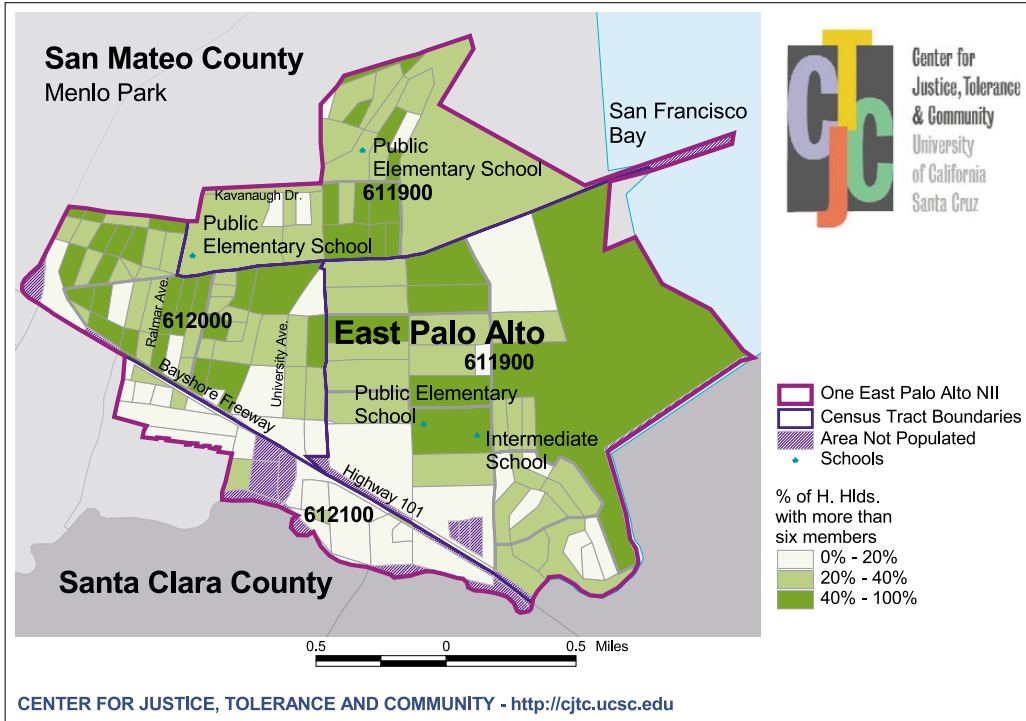 San Mateo County
Menlo Park
San Francisco
Bay
Public
Elementary School
611900
Kavanaugh Dr.
Public
Elementary School
Ralmar Ave.
612000
University Ave.
East Palo Alto
611900
Bayshore Freeway
Public Elementary
School
Intermediate
School
Highway 101
612100
Santa Clara County
0.5
0
0.5
Miles
CJTC
Center for
Justice, Tolerance
& Community
University
of California
Santa Cruz
One East Palo Alto NII
Census Tract Boundaries
Area Not Populated
Schools
% of H. Hlds.
with more than
six members
0% - 20%
20% - 40%
40% - 100%
CENTER FOR JUSTICE, TOLERANCE AND COMMUNITY - http://cjtc.ucsc.edu